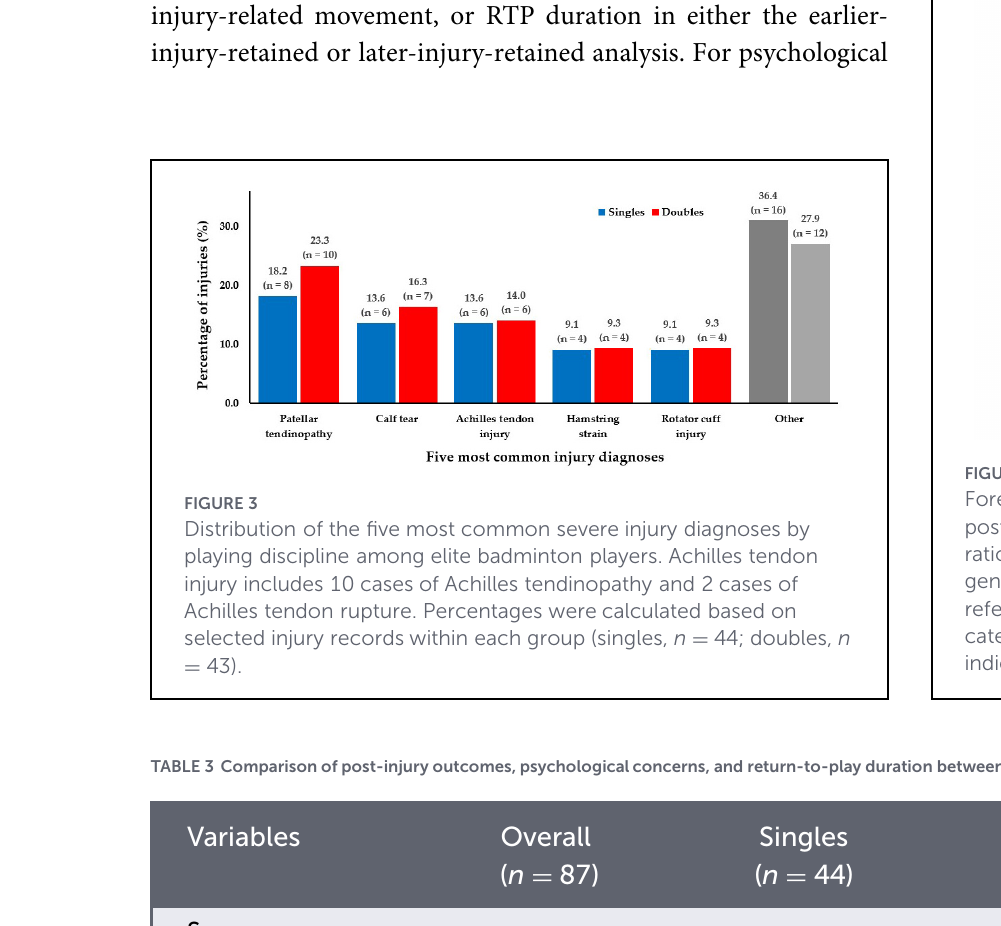 injury-related movement, or RTP duration in either the earlier-
injury-retained or later-injury-retained analysis. For psychological
Percentage of injuries (%)
30.0
20.0
10.0
0.0
Singles Doubles
18.2
(n = 8)
23.3
(n = 10)
13.6
(n = 6)
16.3
(n = 7)
13.6
(n = 6)
14.0
(n = 6)
9.1
(n = 4)
9.3
(n = 4)
9.1
(n = 4)
9.3
(n = 4)
36.4
(n = 16)
27.9
(n = 12)
Patellar
tendinopathy
Calf tear
Achilles tendon
injury
Hamstring
strain
Rotator cuff
injury
Other
Five most common injury diagnoses
FIGURE 3
Distribution of the five most common severe injury diagnoses by
playing discipline among elite badminton players. Achilles tendon
injury includes 10 cases of Achilles tendinopathy and 2 cases of
Achilles tendon rupture. Percentages were calculated based on
selected injury records within each group (singles, n = 44; doubles, n
= 43).
FIGU
Fore
post
ratio
gen
refe
cate
indi
TABLE 3 Comparison of post-injury outcomes, psychological concerns, and return-to-play duration between
Variables
Overall
(n = 87)
Singles
(n = 44)